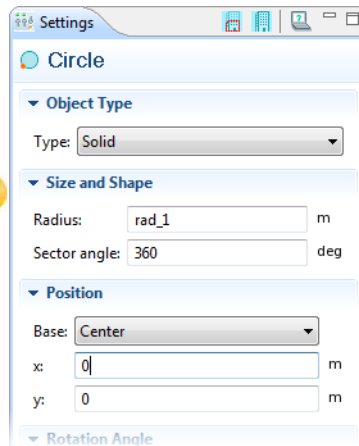 Settings
Circle
Object Type
Type: Solid
Size and Shape
Radius: rad_1 m
Sector angle: 360 deg
Position
Base: Center
x: 0 m
y: 0 m
Rotation Angle